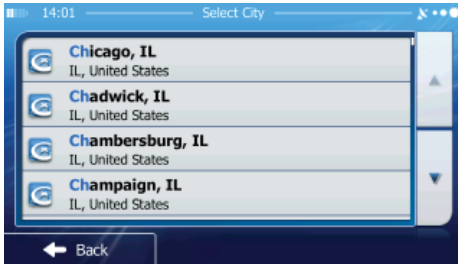 14:01 Select City
Chicago, IL
IL, United States
Chadwick, IL
IL, United States
Chambersburg, IL
IL, United States
Champaign, IL
IL, United States
Back